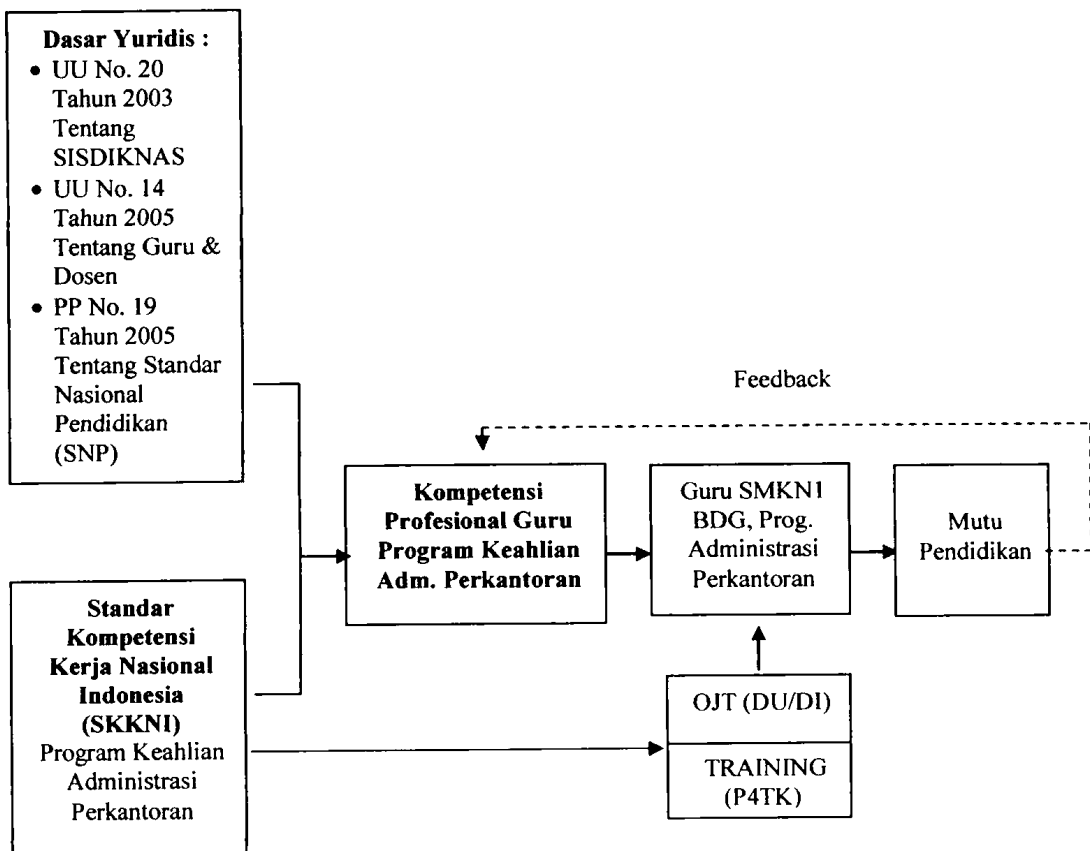 Dasar Yuridis :
• UU No. 20
Tahun 2003
Tentang
SISDIKNAS
• UU No. 14
Tahun 2005
Tentang Guru &
Dosen
• PP No. 19
Tahun 2005
Tentang Standar
Nasional
Pendidikan
(SNP)
Feedback
Kompetensi
Profesional Guru
Program Keahlian
Adm. Perkantoran
Guru SMKN1
BDG, Prog.
Administrasi
Perkantoran
Mutu
Pendidikan
Standar
Kompetensi
Kerja Nasional
Indonesia
(SKKNI)
Program Keahlian
Administrasi
Perkantoran
OJT (DU/DI)
TRAINING
(P4TK)